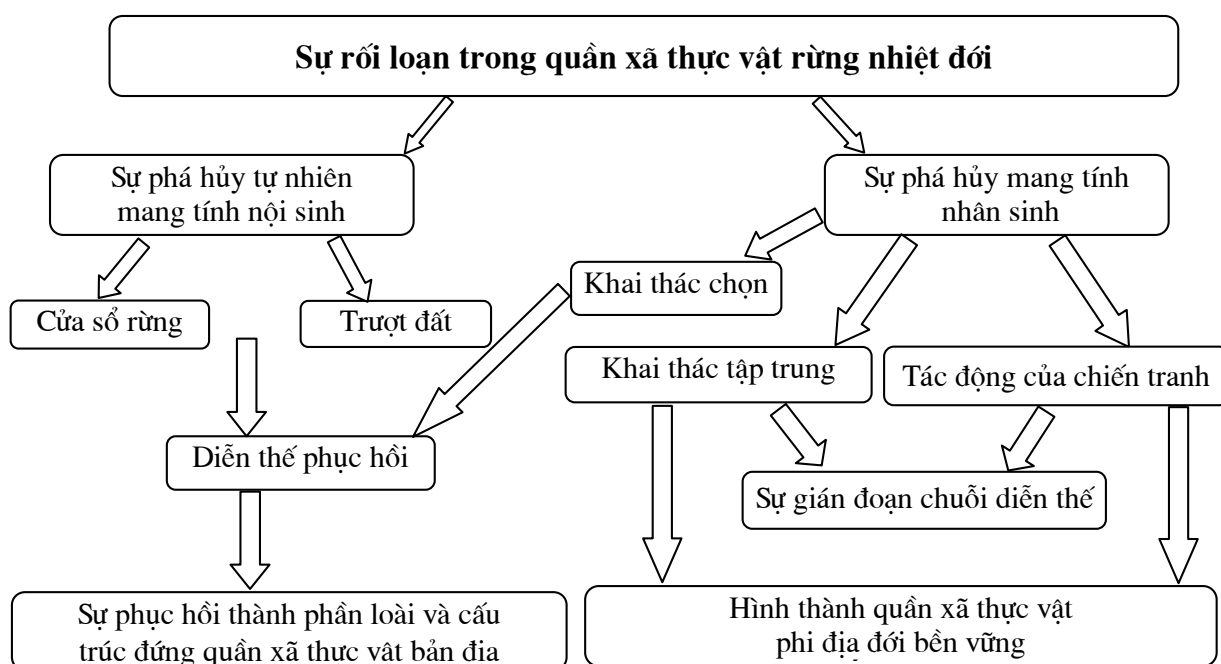 Sự rối loạn trong quần xã thực vật rừng nhiệt đới
Sự phá hủy tự nhiên
mang tính nội sinh
Sự phá hủy mang tính
nhân sinh
Khai thác chọn
Cửa sổ rừng
Trượt đất
Khai thác tập trung
Tác động của chiến tranh
Diễn thế phục hồi
Sự gián đoạn chuỗi diễn thế
Sự phục hồi thành phần loài và cấu
trúc đứng quần xã thực vật bản địa
Hình thành quần xã thực vật
phi địa đới bền vững